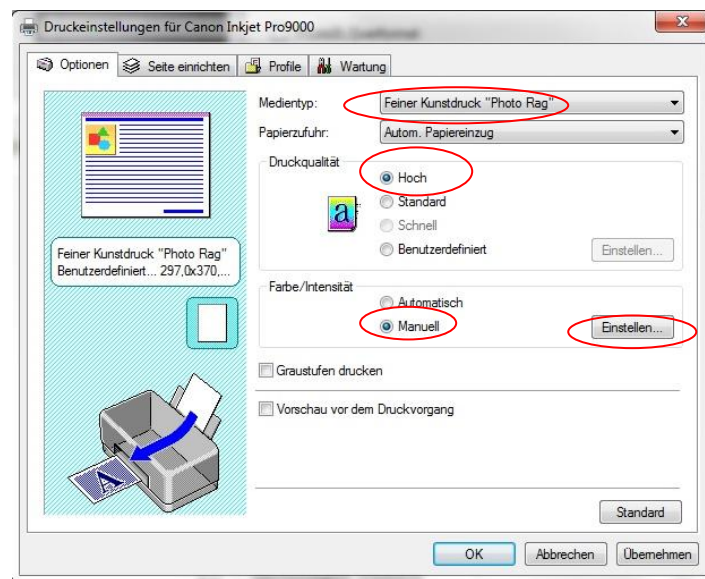 Druckeinstellungen für Canon Inkjet Pro9000
Optionen Seite einrichten Profile Wartung
Medientyp: Feiner Kunstdruck "Photo Rag"
Papierzufuhr: Autom. Papiereinzug
Druckqualität
Hoch
a Standard
Schnell
Benutzerdefiniert Einstellen...
Feiner Kunstdruck "Photo Rag"
Benutzerdefiniert... 297,0x370,...
Farbe/Intensität
Automatisch
Manuell Einstellen...
Graustufen drucken
Vorschau vor dem Druckvorgang
A
Standard
OK Abbrechen Übernehmen